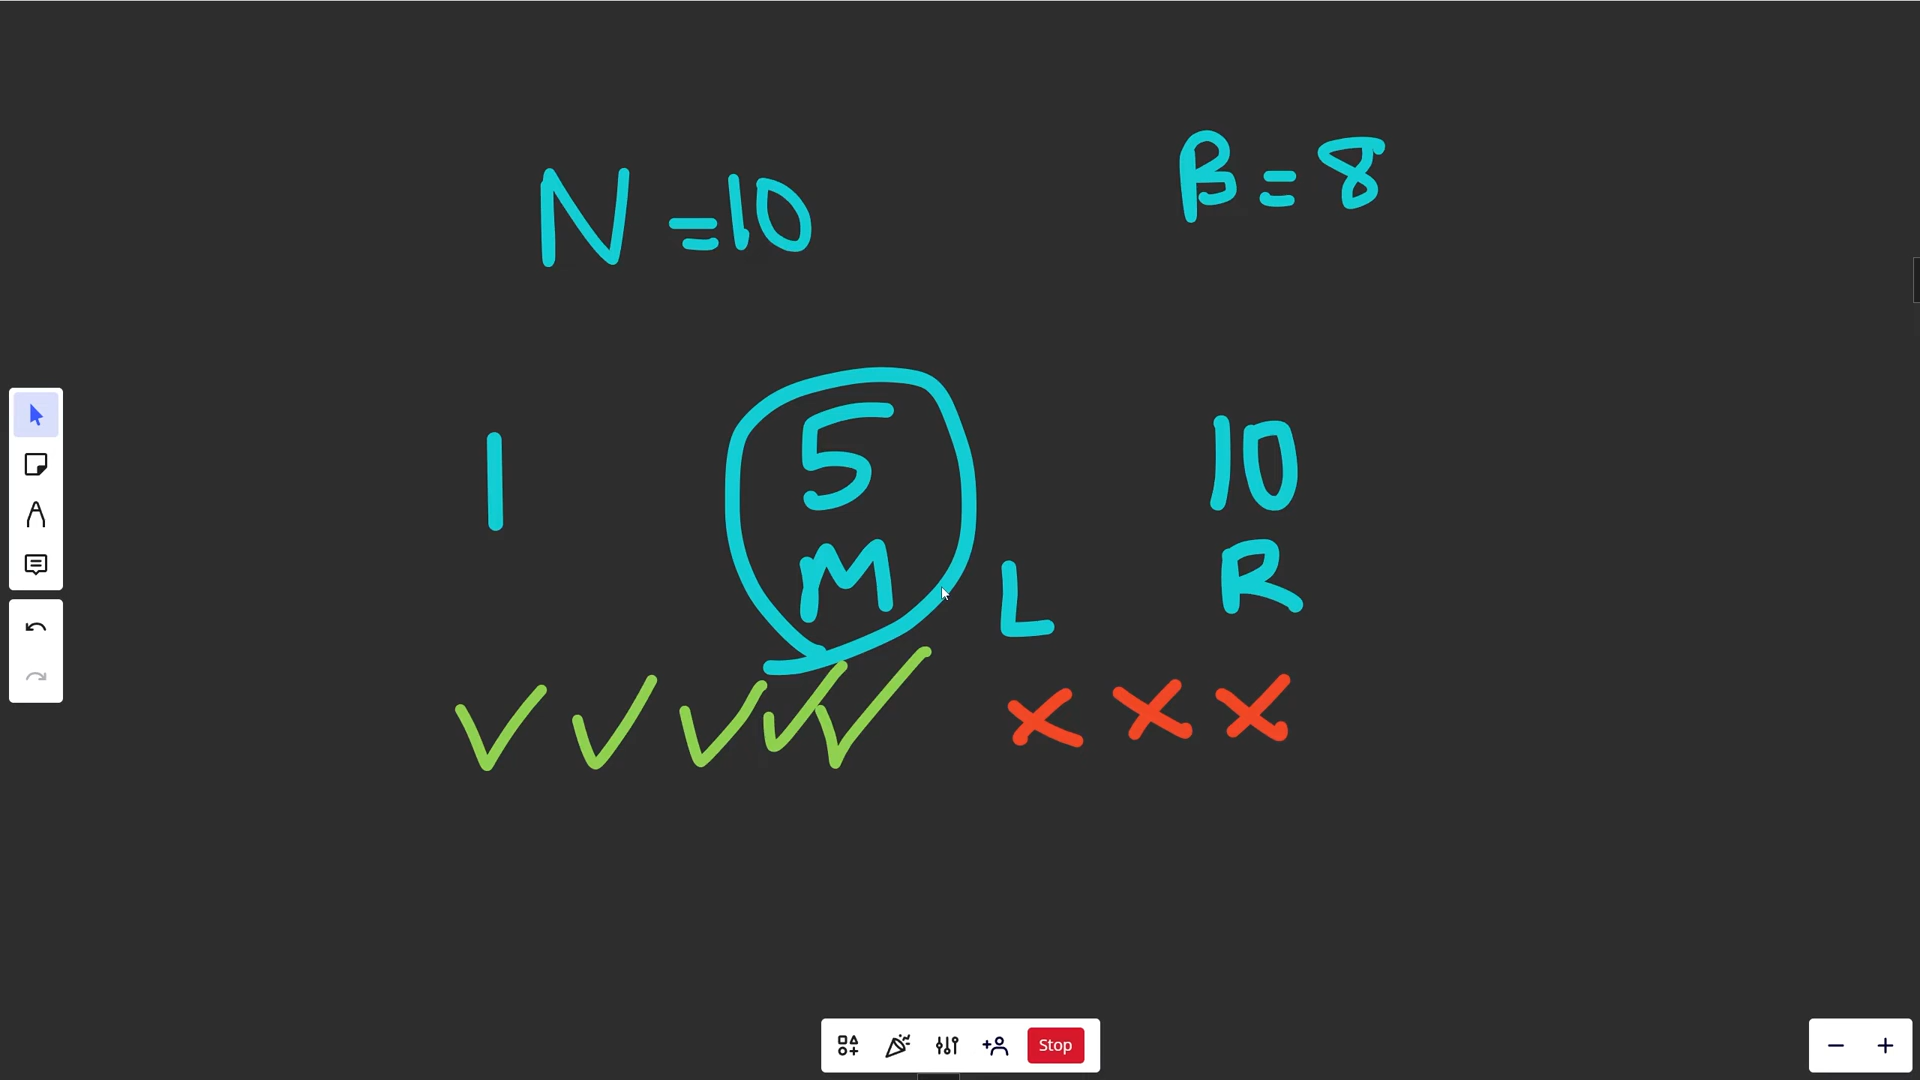 N = 10
B = 8
1 5 10
M L R
✓ ✓ ✓ ✓ ✓ × × ×
Stop